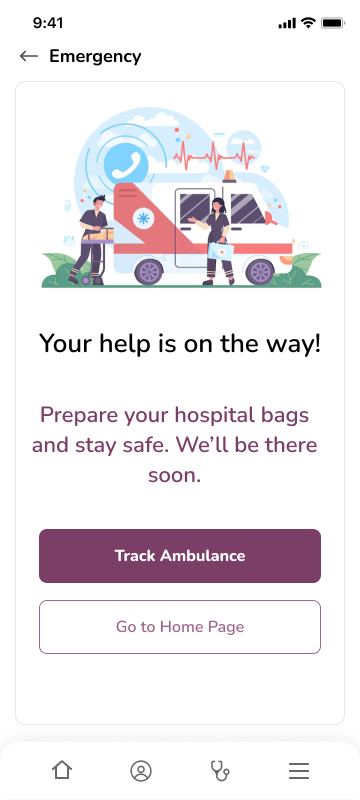 9:41
Emergency
Your help is on the way!
Prepare your hospital bags
and stay safe. We’ll be there
soon.
Track Ambulance
Go to Home Page